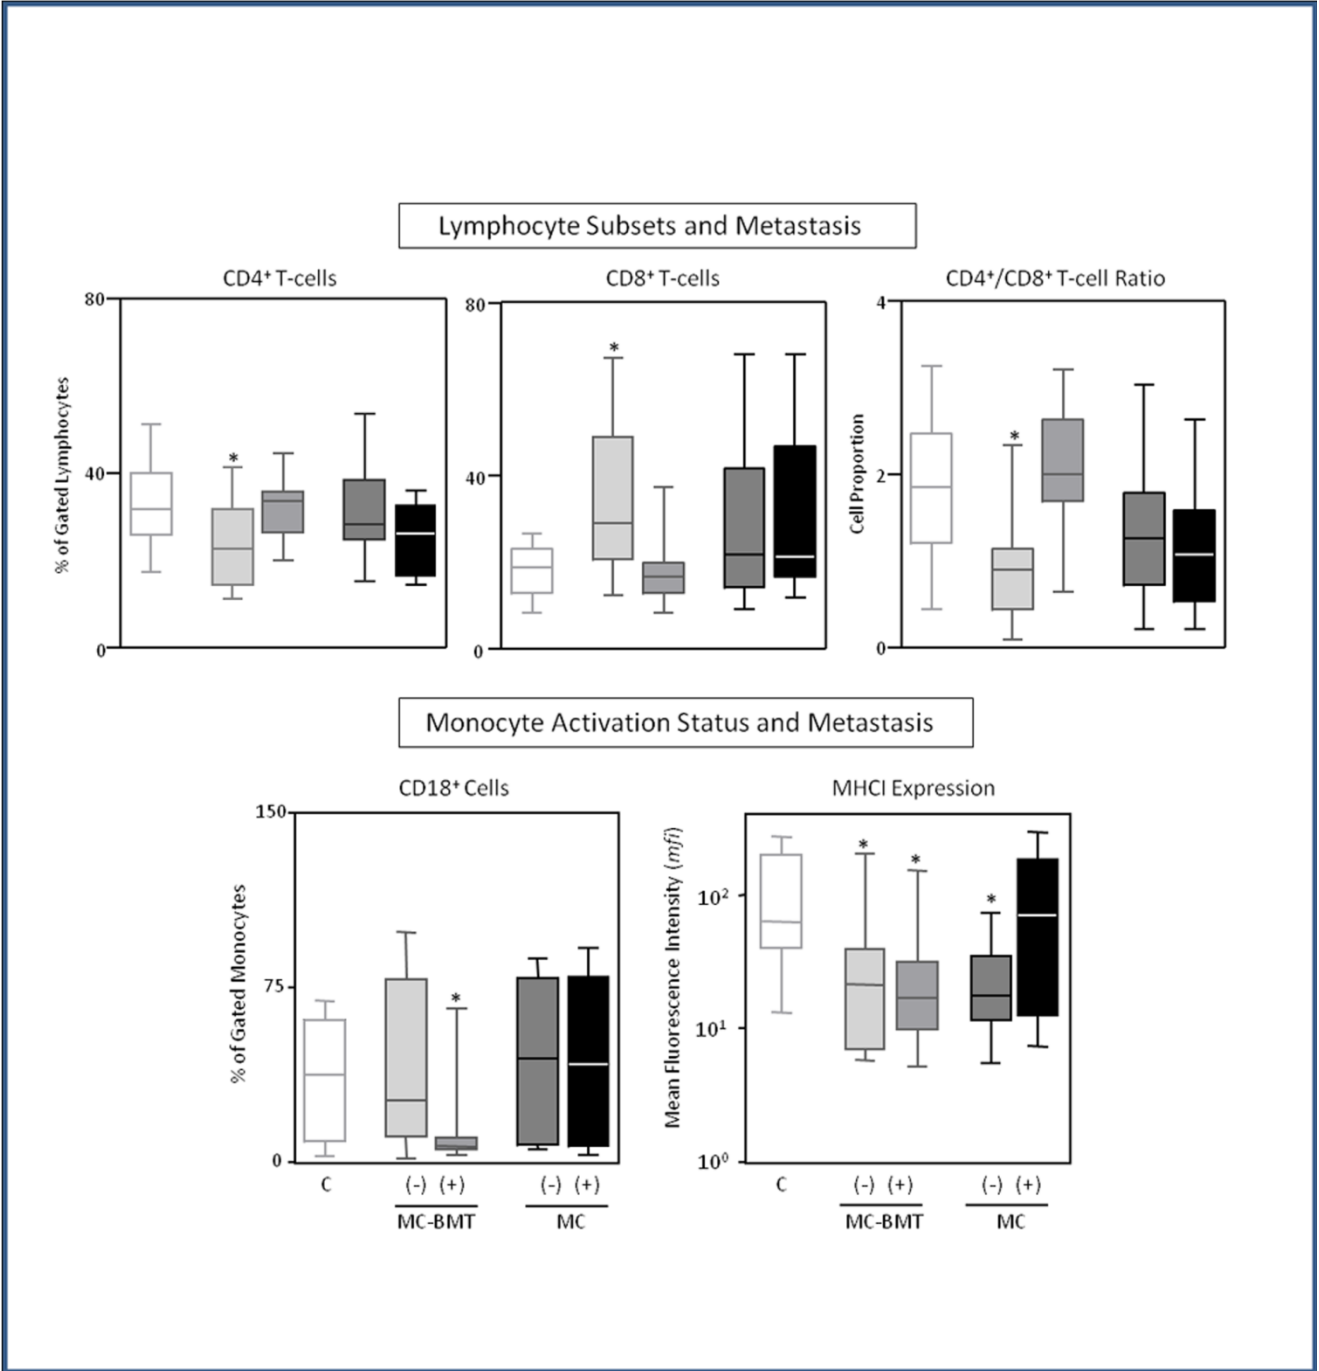 Lymphocyte Subsets and Metastasis
CD4⁺ T-cells
CD8⁺ T-cells
CD4⁺/CD8⁺ T-cell Ratio
% of Gated Lymphocytes
80
40
0
*
80
40
0
*
Cell Proportion
4
2
0
*
Monocyte Activation Status and Metastasis
CD18⁺ Cells
MHCI Expression
% of Gated Monocytes
150
75
0
*
Mean Fluorescence Intensity (mfi)
10²
10¹
10⁰
* * *
C (-) (+) (-) (+)
MC-BMT MC
C (-) (+) (-) (+)
MC-BMT MC